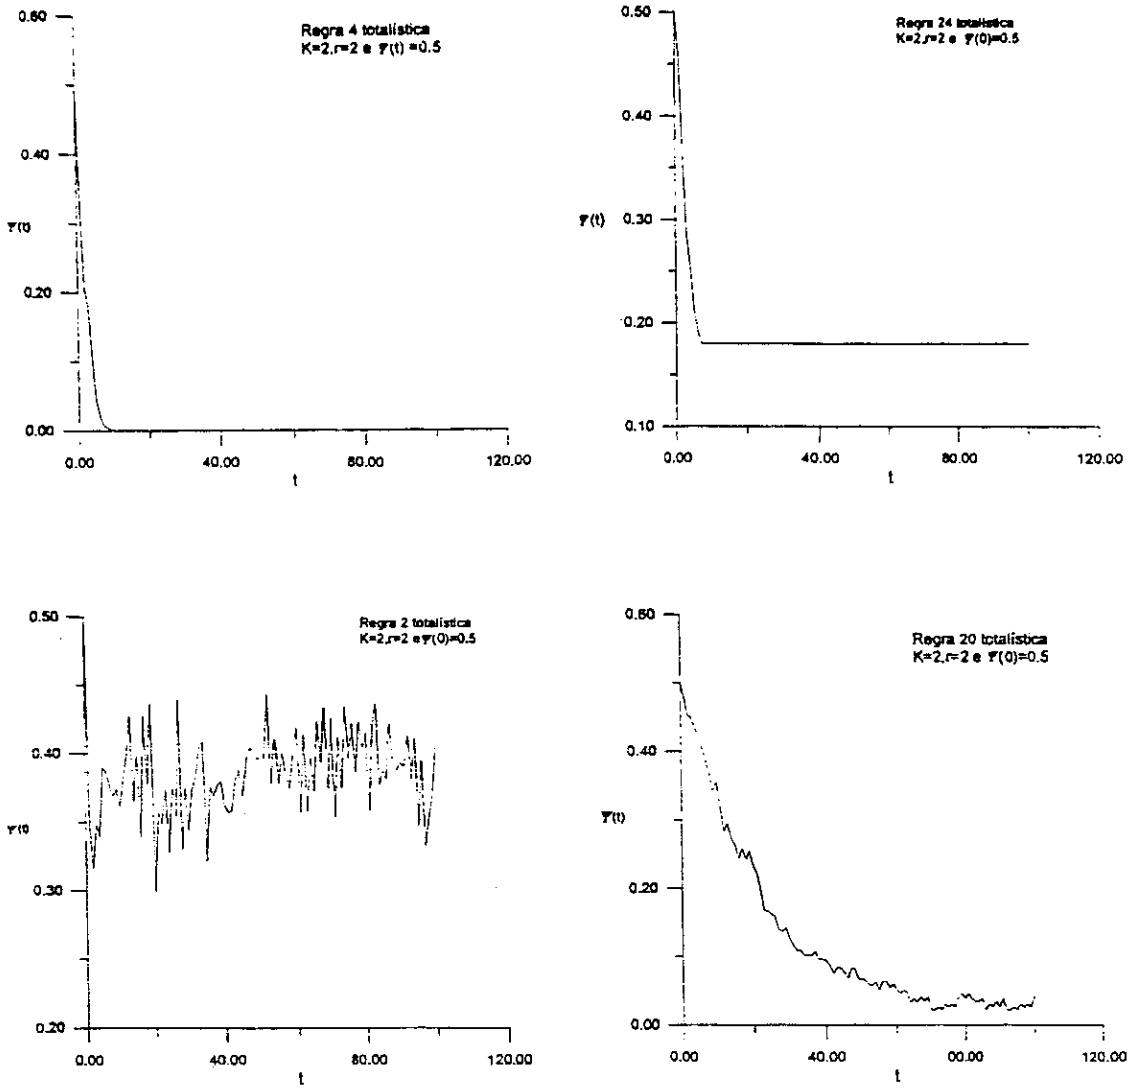 0.60
Regra 4 totalística
K=2,r=2 e Ψ(t) =0.5
0.40
Ψ(t)
0.20
0.00
0.00 40.00 80.00 120.00
t
0.50
Regra 24 totalística
K=2,r=2 e Ψ(0)=0.5
0.40
Ψ(t)
0.30
0.20
0.10
0.00 40.00 80.00 120.00
t
0.50
Regra 2 totalística
K=2,r=2 e Ψ(0)=0.5
0.40
Ψ(t)
0.30
0.20
0.00 40.00 80.00 120.00
t
0.60
Regra 20 totalística
K=2,r=2 e Ψ(0)=0.5
0.40
Ψ(t)
0.20
0.00
0.00 40.00 80.00 120.00
t